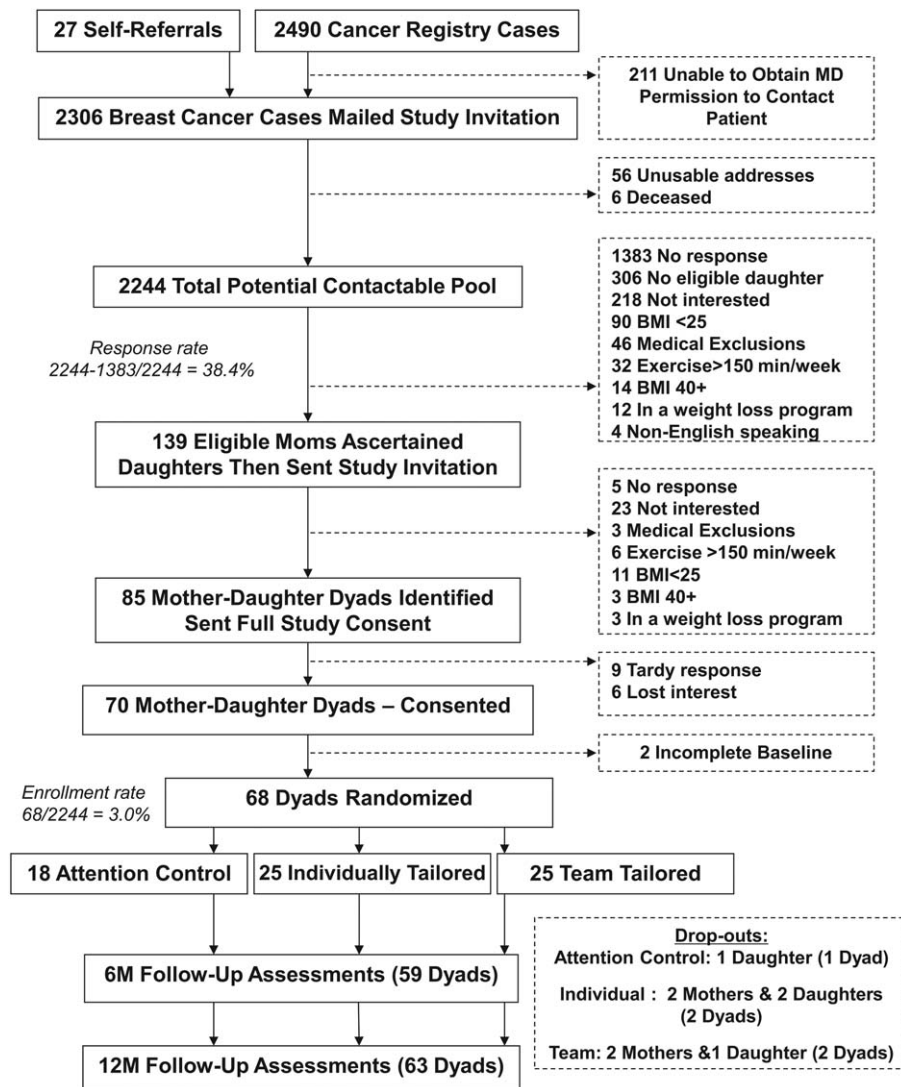 27 Self-Referrals
2490 Cancer Registry Cases
211 Unable to Obtain MD
Permission to Contact
Patient
2306 Breast Cancer Cases Mailed Study Invitation
56 Unusable addresses
6 Deceased
2244 Total Potential Contactable Pool
1383 No response
306 No eligible daughter
218 Not interested
90 BMI <25
46 Medical Exclusions
32 Exercise>150 min/week
14 BMI 40+
12 In a weight loss program
4 Non-English speaking
Response rate
2244-1383/2244 = 38.4%
139 Eligible Moms Ascertained
Daughters Then Sent Study Invitation
5 No response
23 Not interested
3 Medical Exclusions
6 Exercise >150 min/week
11 BMI<25
3 BMI 40+
3 In a weight loss program
85 Mother-Daughter Dyads Identified
Sent Full Study Consent
9 Tardy response
6 Lost interest
70 Mother-Daughter Dyads – Consented
2 Incomplete Baseline
Enrollment rate
68/2244 = 3.0%
68 Dyads Randomized
18 Attention Control
25 Individually Tailored
25 Team Tailored
6M Follow-Up Assessments (59 Dyads)
12M Follow-Up Assessments (63 Dyads)
Drop-outs:
Attention Control: 1 Daughter (1 Dyad)
Individual : 2 Mothers & 2 Daughters
(2 Dyads)
Team: 2 Mothers &1 Daughter (2 Dyads)